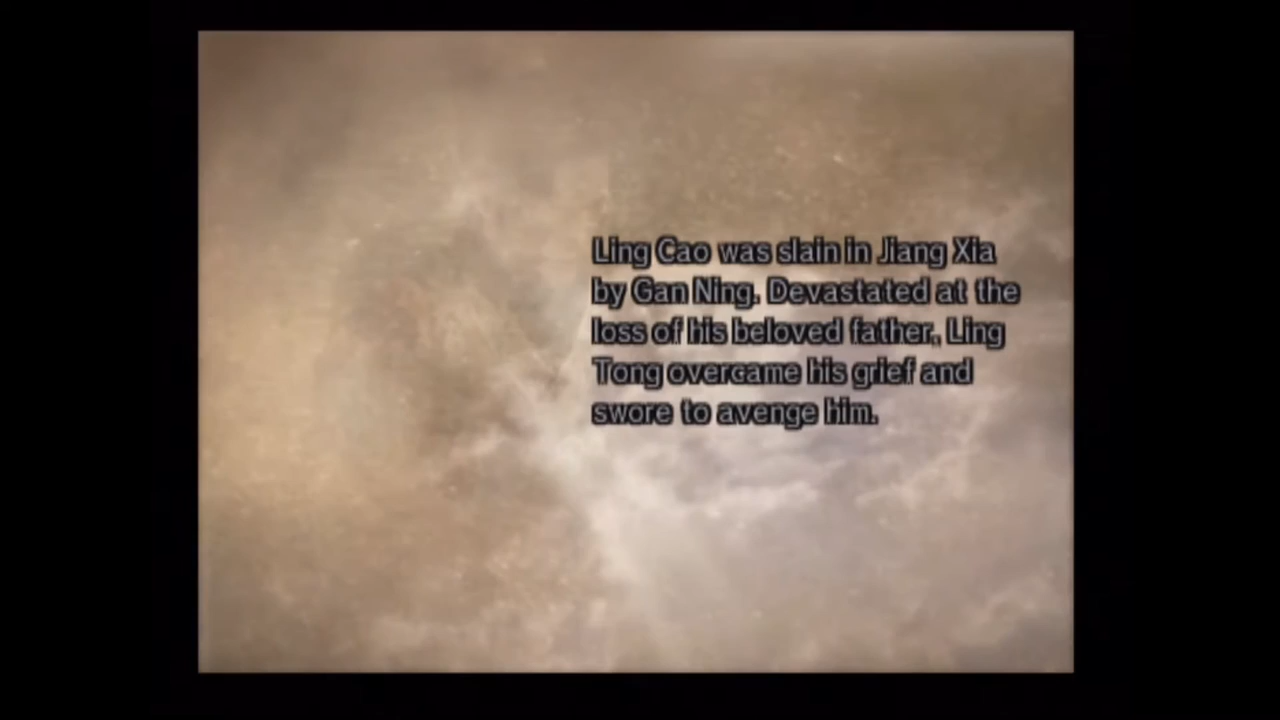 Ling Cao was slain in Jiang Xia
by Gan Ning. Devastated at the
loss of his beloved father, Ling
Tong overcame his grief and
swore to avenge him.